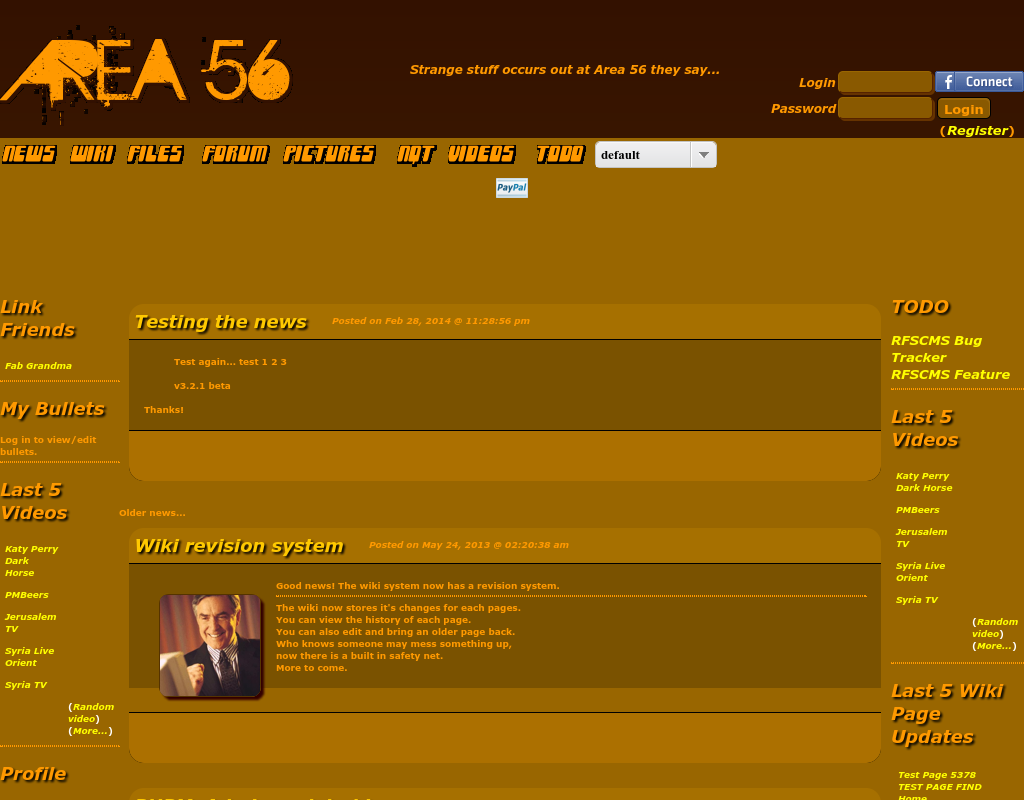 AREA 56
Strange stuff occurs out at Area 56 they say...
Login
f Connect
Password
Login
(Register)
NEWS WIKI FILES FORUM PICTURES NQT VIDEOS TODO default
PayPal
Link
Friends
Fab Grandma
My Bullets
Log in to view/edit
bullets.
Last 5
Videos
Katy Perry
Dark
Horse
PMBeers
Jerusalem
TV
Syria Live
Orient
Syria TV
(Random
video)
(More...)
Profile
Testing the news Posted on Feb 28, 2014 @ 11:28:56 pm
Test again... test 1 2 3
v3.2.1 beta
Thanks!
Older news...
Wiki revision system Posted on May 24, 2013 @ 02:20:38 am
Good news! The wiki system now has a revision system.
The wiki now stores it's changes for each pages.
You can view the history of each page.
You can also edit and bring an older page back.
Who knows someone may mess something up,
now there is a built in safety net.
More to come.
TODO
RFSCMS Bug
Tracker
RFSCMS Feature
Last 5
Videos
Katy Perry
Dark Horse
PMBeers
Jerusalem
TV
Syria Live
Orient
Syria TV
(Random
video)
(More...)
Last 5 Wiki
Page
Updates
Test Page 5378
TEST PAGE FIND
Home